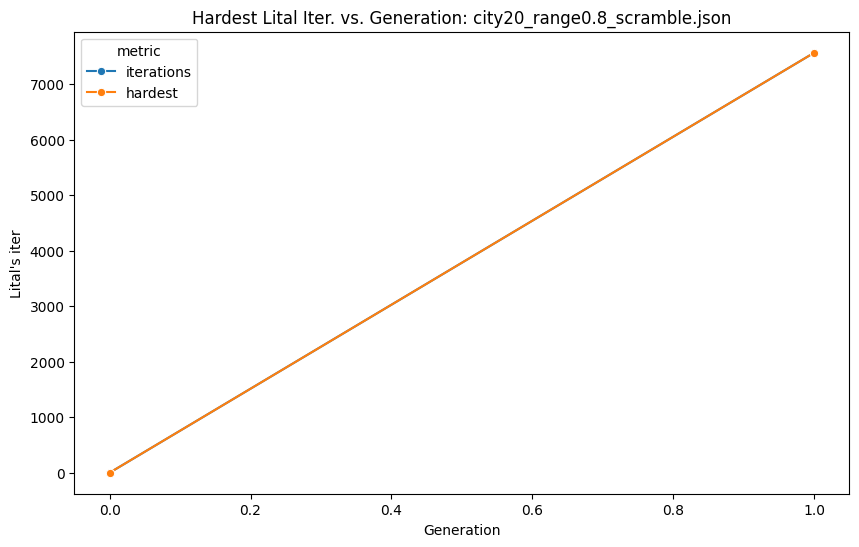 Hardest Lital Iter. vs. Generation: city20_range0.8_scramble.json
metric
iterations
hardest
Lital's iter
7000
6000
5000
4000
3000
2000
1000
0
0.0 0.2 0.4 0.6 0.8 1.0
Generation